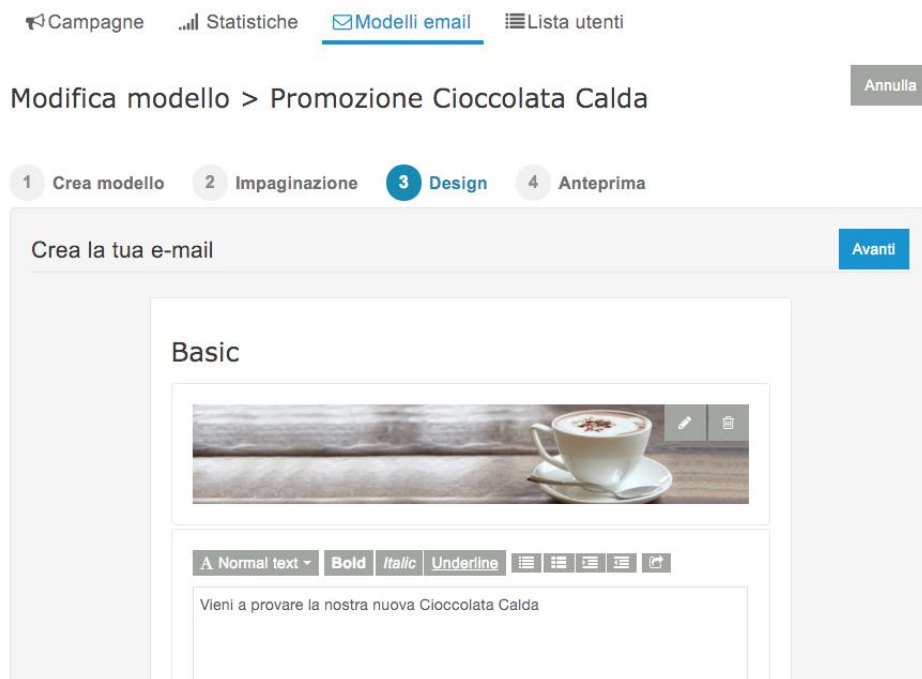 Campagne Statistiche Modelli email Lista utenti
Modifica modello > Promozione Cioccolata Calda Annulla
1 Crea modello 2 Impaginazione 3 Design 4 Anteprima
Crea la tua e-mail Avanti
Basic
A Normal text Bold Italic Underline
Vieni a provare la nostra nuova Cioccolata Calda